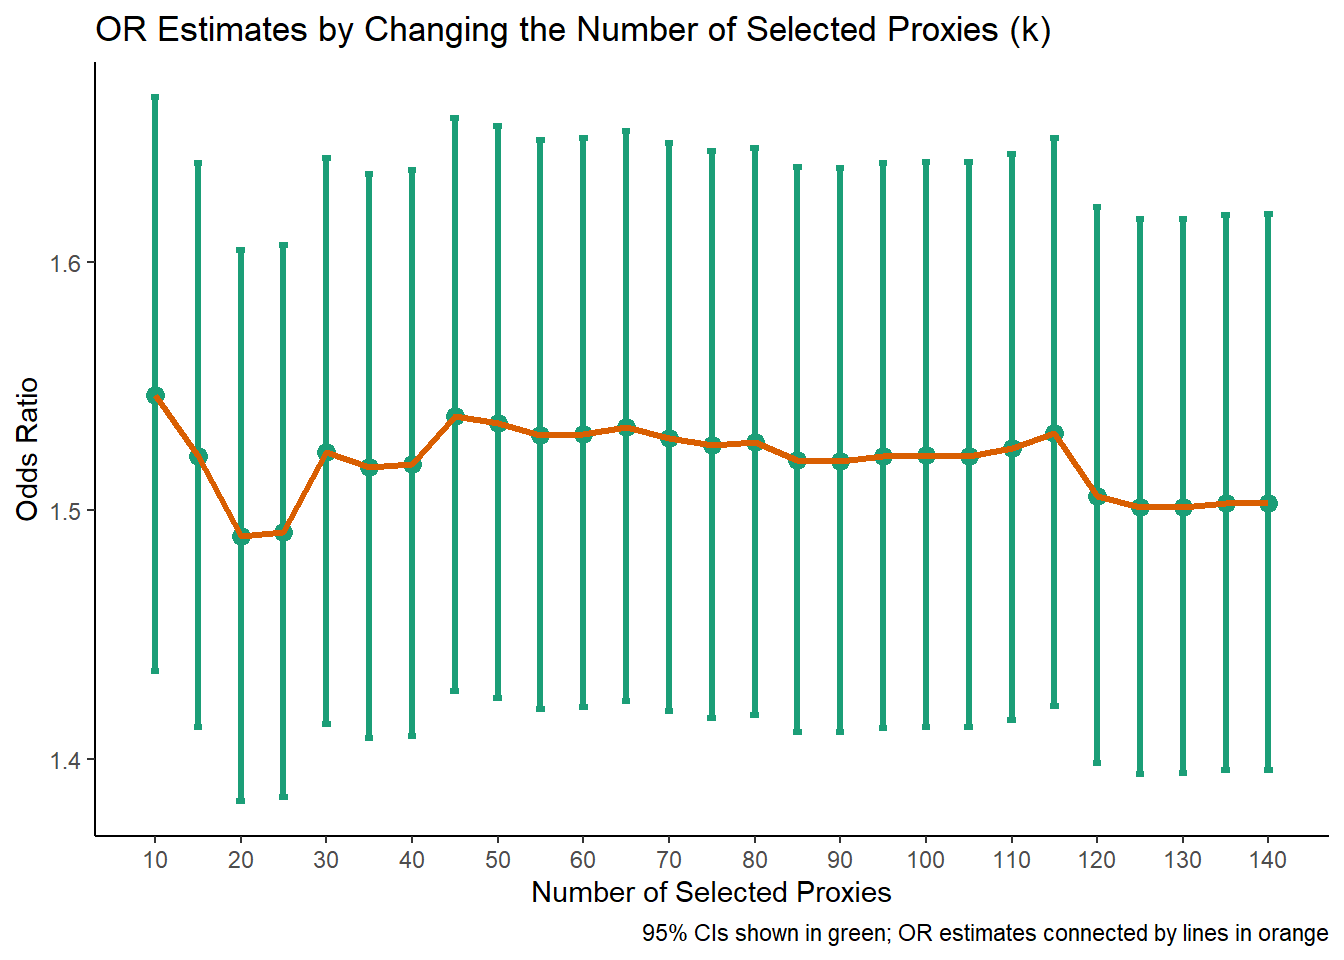 OR Estimates by Changing the Number of Selected Proxies (k)
Odds Ratio
1.6
1.5
1.4
10 20 30 40 50 60 70 80 90 100 110 120 130 140
Number of Selected Proxies
95% CIs shown in green; OR estimates connected by lines in orange